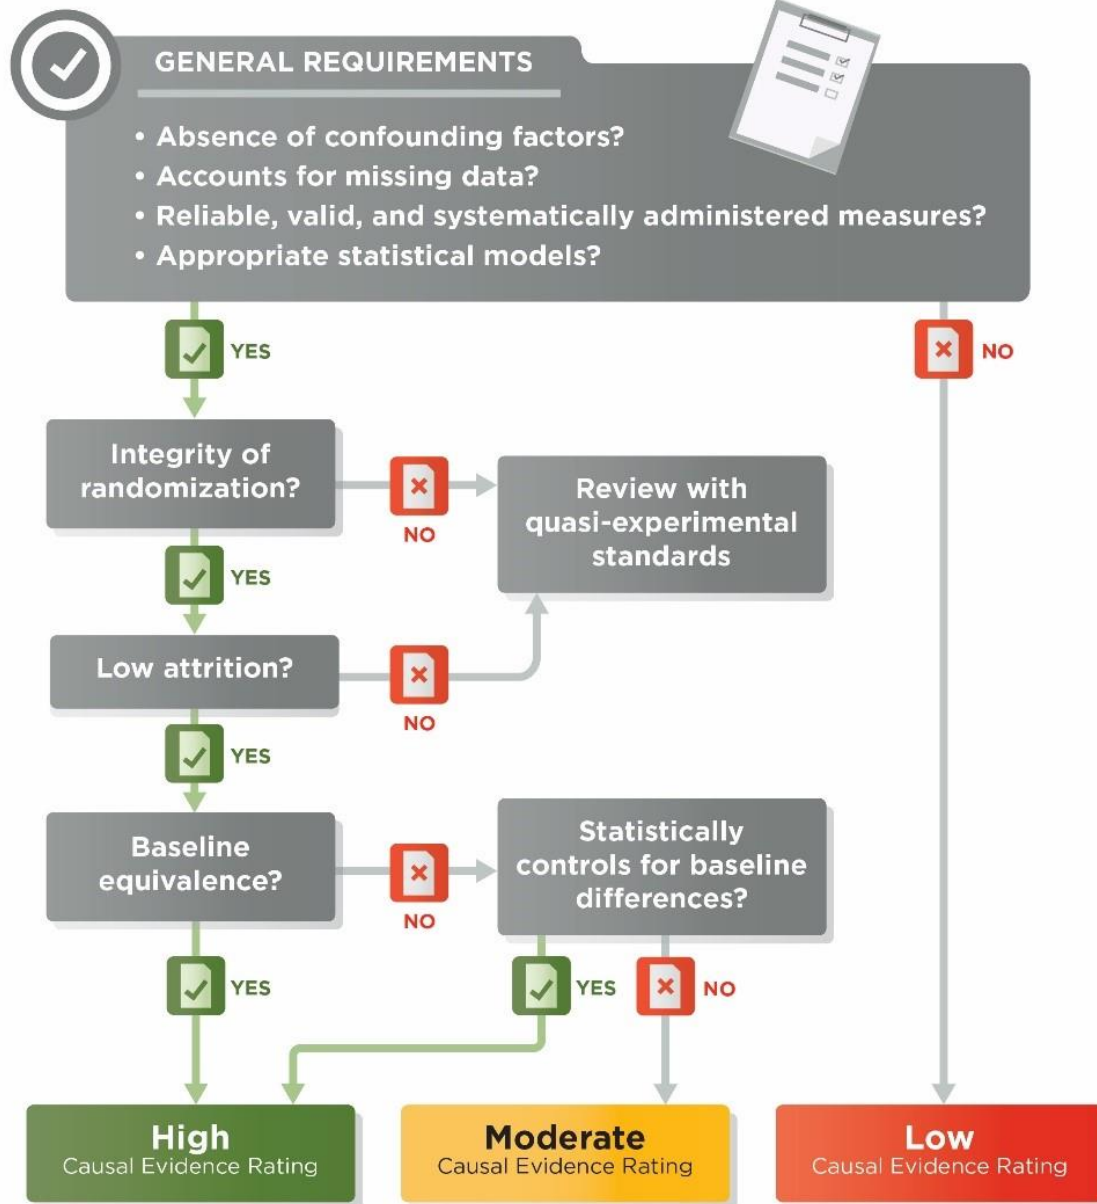 GENERAL REQUIREMENTS
• Absence of confounding factors?
• Accounts for missing data?
• Reliable, valid, and systematically administered measures?
• Appropriate statistical models?
YES
NO
Integrity of
randomization?
NO
Review with
quasi-experimental
standards
YES
Low attrition?
NO
YES
Baseline
equivalence?
NO
Statistically
controls for baseline
differences?
YES
YES
NO
High
Causal Evidence Rating
Moderate
Causal Evidence Rating
Low
Causal Evidence Rating